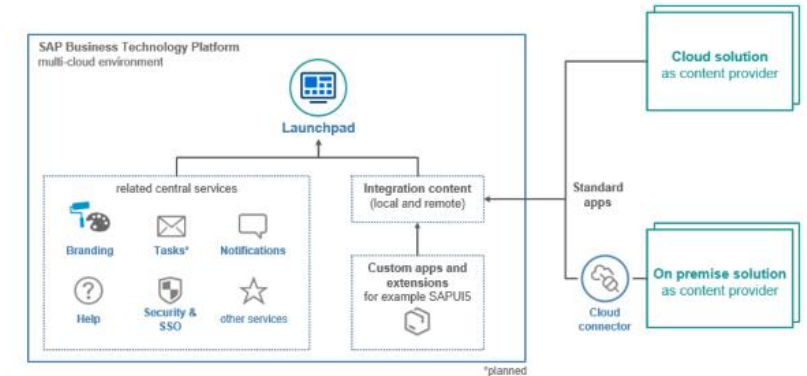 SAP Business Technology Platform
multi-cloud environment
Launchpad
related central services
Branding
Tasks*
Notifications
Help
Security &
SSO
other services
Integration content
(local and remote)
Custom apps and
extensions
for example SAPUI5
Standard
apps
Cloud
connector
Cloud solution
as content provider
On premise solution
as content provider
*planned